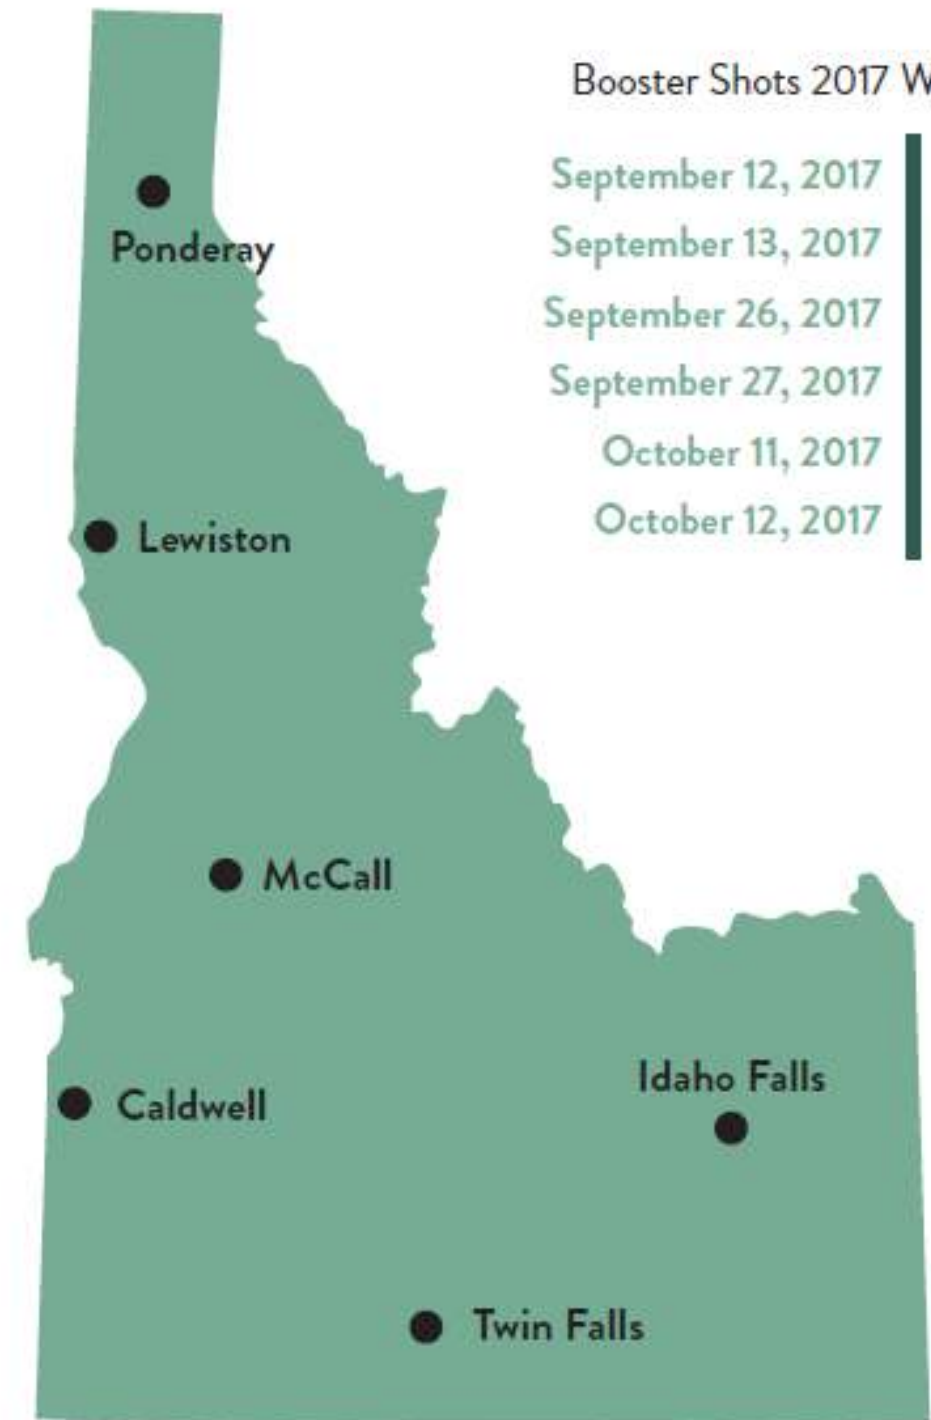 Booster Shots 2017 W
September 12, 2017
September 13, 2017
September 26, 2017
September 27, 2017
October 11, 2017
October 12, 2017
Ponderay
Lewiston
McCall
Idaho Falls
Caldwell
Twin Falls